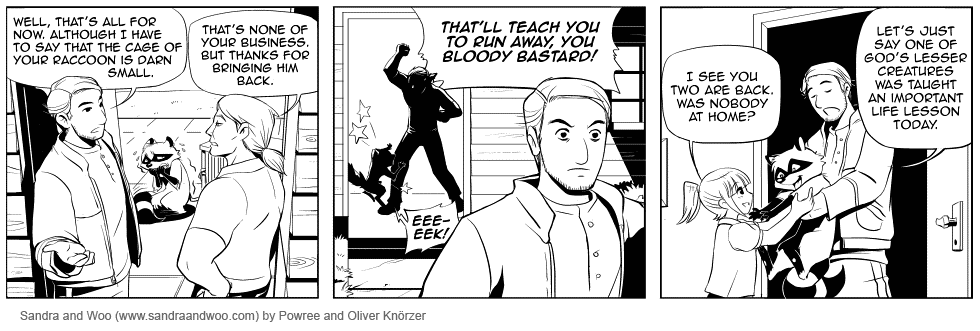 WELL, THAT'S ALL FOR
NOW. ALTHOUGH I HAVE
TO SAY THAT THE CAGE OF
YOUR RACCOON IS DARN
SMALL.
THAT'S NONE OF
YOUR BUSINESS.
BUT THANKS FOR
BRINGING HIM
BACK.
THAT'LL TEACH YOU
TO RUN AWAY, YOU
BLOODY BASTARD!
EEE-
EEK!
I SEE YOU
TWO ARE BACK.
WAS NOBODY
AT HOME?
LET'S JUST
SAY ONE OF
GOD'S LESSER
CREATURES
WAS TAUGHT
AN IMPORTANT
LIFE LESSON
TODAY.
Sandra and Woo (www.sandraandwoo.com) by Powree and Oliver Knörzer